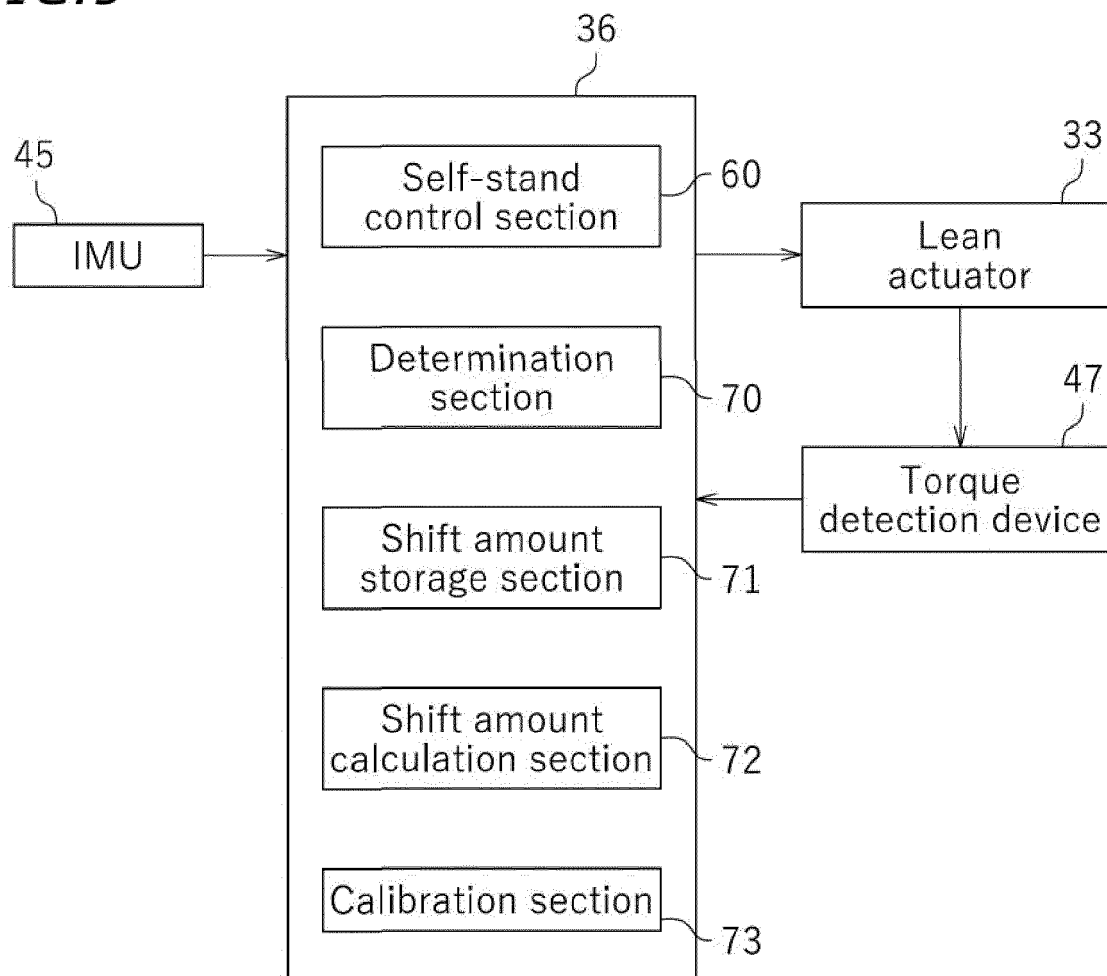 36
45
33
IMU
Self-stand
control section
60
Lean
actuator
Determination
section
70
47
Torque
detection device
Shift amount
storage section
71
Shift amount
calculation section
72
Calibration section
73